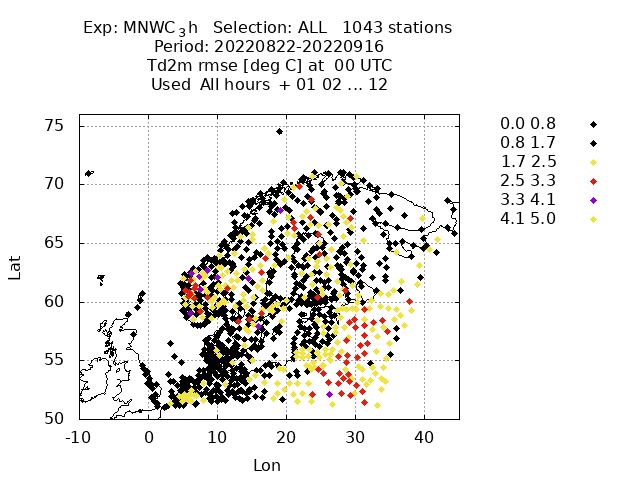 Exp: MNWC_3h   Selection: ALL   1043 stations
Period: 20220822-20220916
Td2m rmse [deg C] at  00 UTC
Used  All hours  + 01 02 ... 12
0.0 0.8
0.8 1.7
1.7 2.5
2.5 3.3
3.3 4.1
4.1 5.0
75
70
65
60
55
50
Lat
-10 0 10 20 30 40
Lon